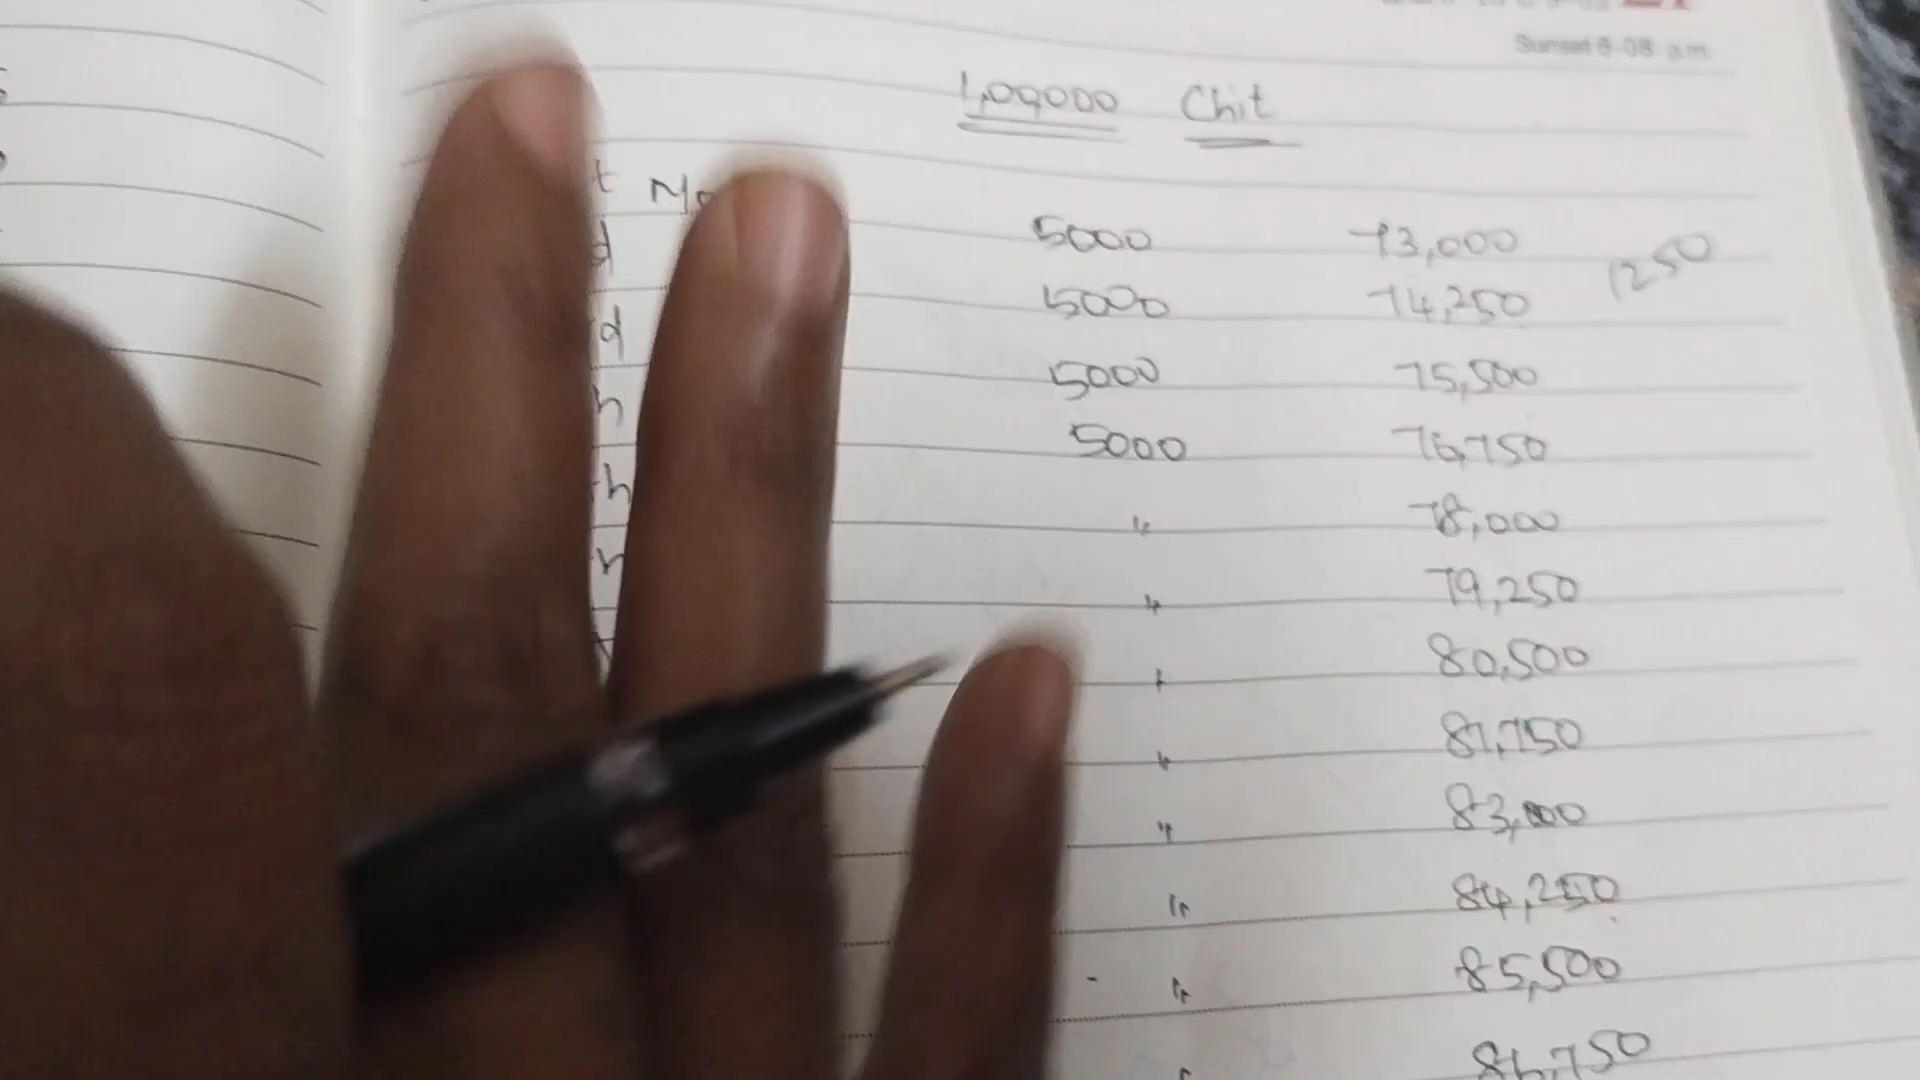 Sunset 6-08 p.m.
1,00000 Chit
t
d 5000 73,000 1250
d 5000 74,250
h 5000 75,500
h 5000 76,750
h " 78,000
" 79,250
" 80,500
" 81,750
" 83,000
" 84,250
" 85,500
86,750